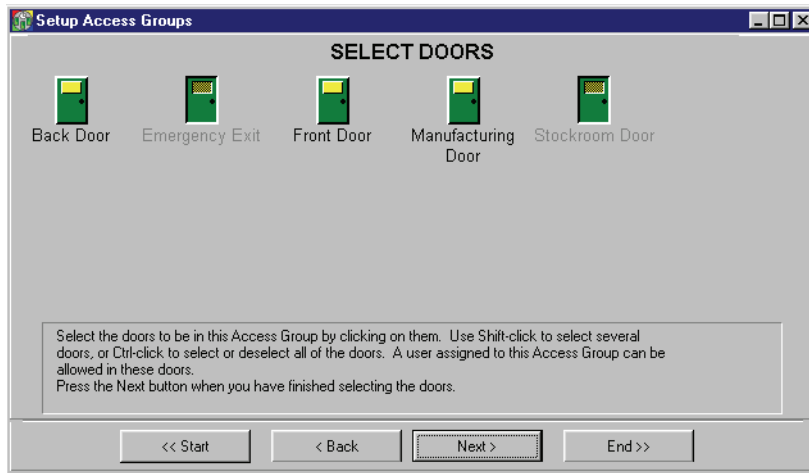 Setup Access Groups
SELECT DOORS
Back Door
Emergency Exit
Front Door
Manufacturing
Door
Stockroom Door
Select the doors to be in this Access Group by clicking on them. Use Shift-click to select several
doors, or Ctrl-click to select or deselect all of the doors. A user assigned to this Access Group can be
allowed in these doors.
Press the Next button when you have finished selecting the doors.
<< Start
< Back
Next >
End >>